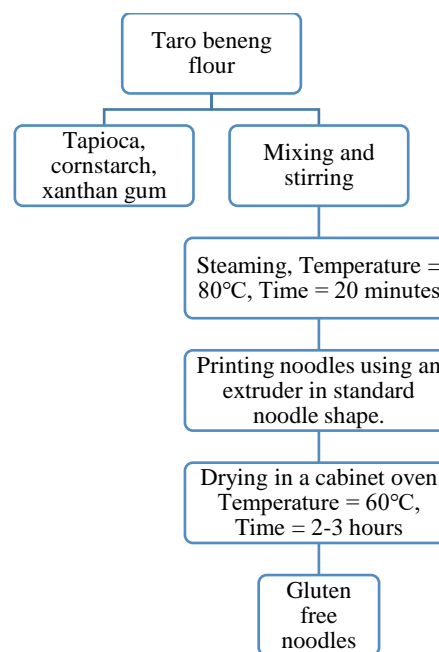 Taro beneng
flour
Tapioca,
cornstarch,
xanthan gum
Mixing and
stirring
Steaming, Temperature =
80°C, Time = 20 minutes
Printing noodles using an
extruder in standard
noodle shape.
Drying in a cabinet oven
Temperature = 60°C,
Time = 2-3 hours
Gluten
free
noodles